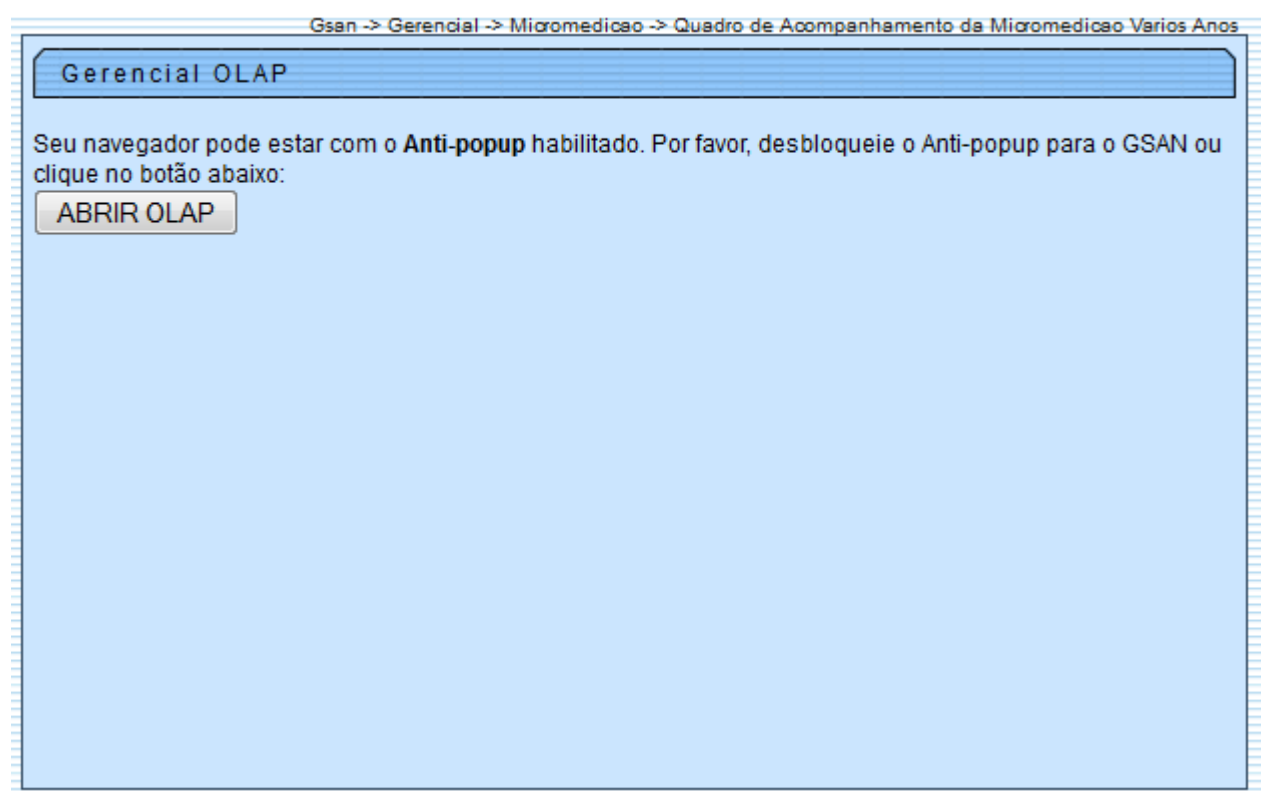 Gsan -> Gerencial -> Micromedicao -> Quadro de Acompanhamento da Micromedicao Varios Anos
Gerencial OLAP
Seu navegador pode estar com o Anti-popup habilitado. Por favor, desbloqueie o Anti-popup para o GSAN ou
clique no botão abaixo:
ABRIR OLAP